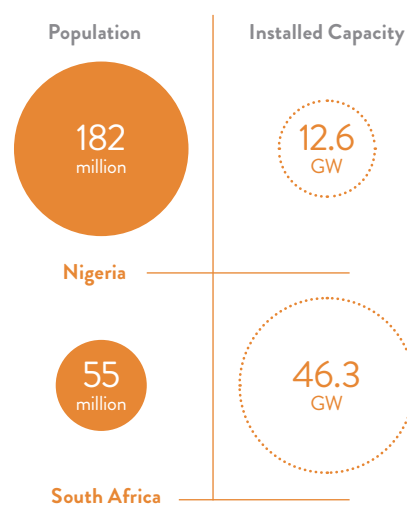 Population
Installed Capacity
182
million
12.6
GW
Nigeria
55
million
46.3
GW
South Africa